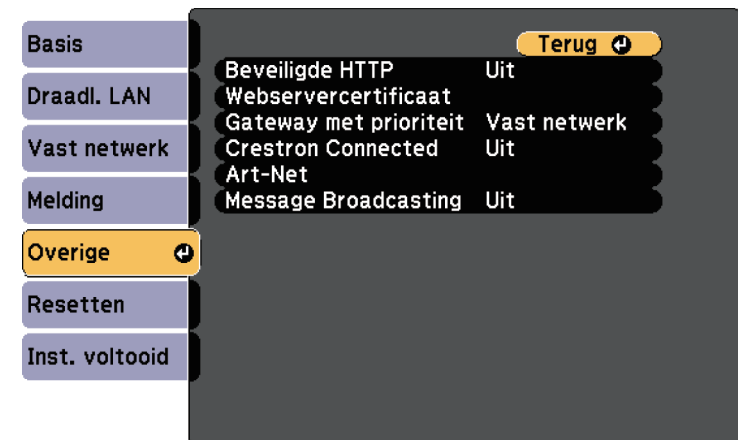 Basis
Draadl. LAN
Vast netwerk
Melding
Overige
Resetten
Inst. voltooid
Terug
Beveiligde HTTP Uit
Webservercertificaat
Gateway met prioriteit Vast netwerk
Crestron Connected Uit
Art-Net
Message Broadcasting Uit